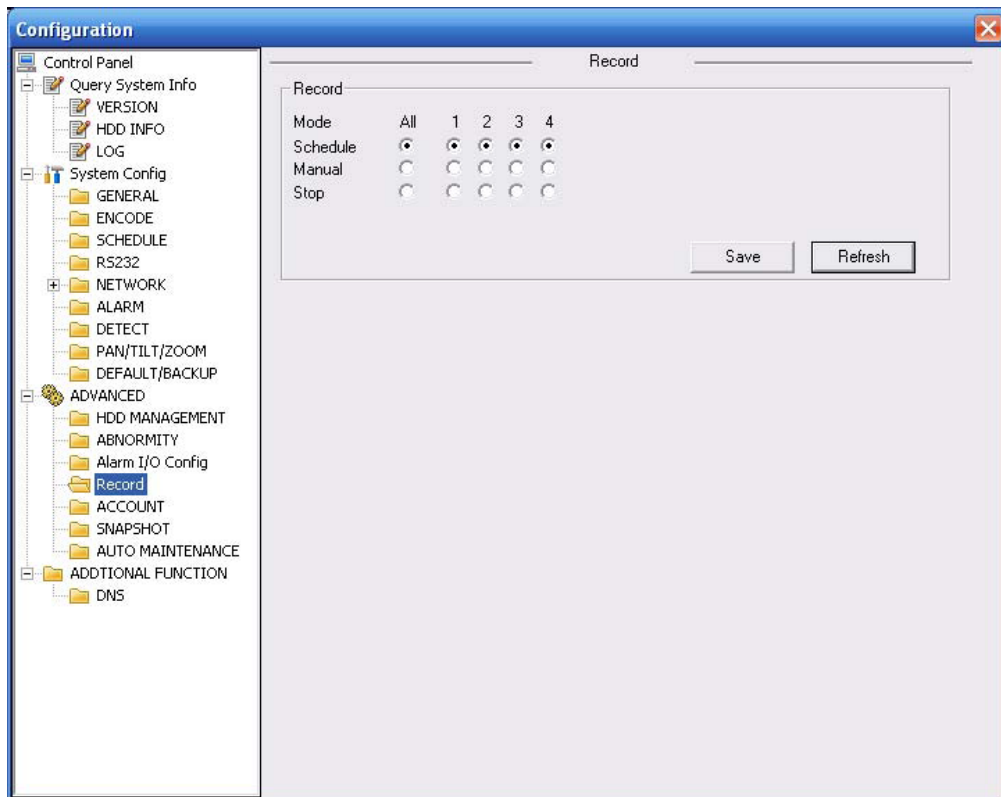 Configuration
Control Panel
Query System Info
VERSION
HDD INFO
LOG
System Config
GENERAL
ENCODE
SCHEDULE
RS232
NETWORK
ALARM
DETECT
PAN/TILT/ZOOM
DEFAULT/BACKUP
ADVANCED
HDD MANAGEMENT
ABNORMITY
Alarm I/O Config
Record
ACCOUNT
SNAPSHOT
AUTO MAINTENANCE
ADDTIONAL FUNCTION
DNS
Record
Record
Mode All 1 2 3 4
Schedule
Manual
Stop
Save Refresh